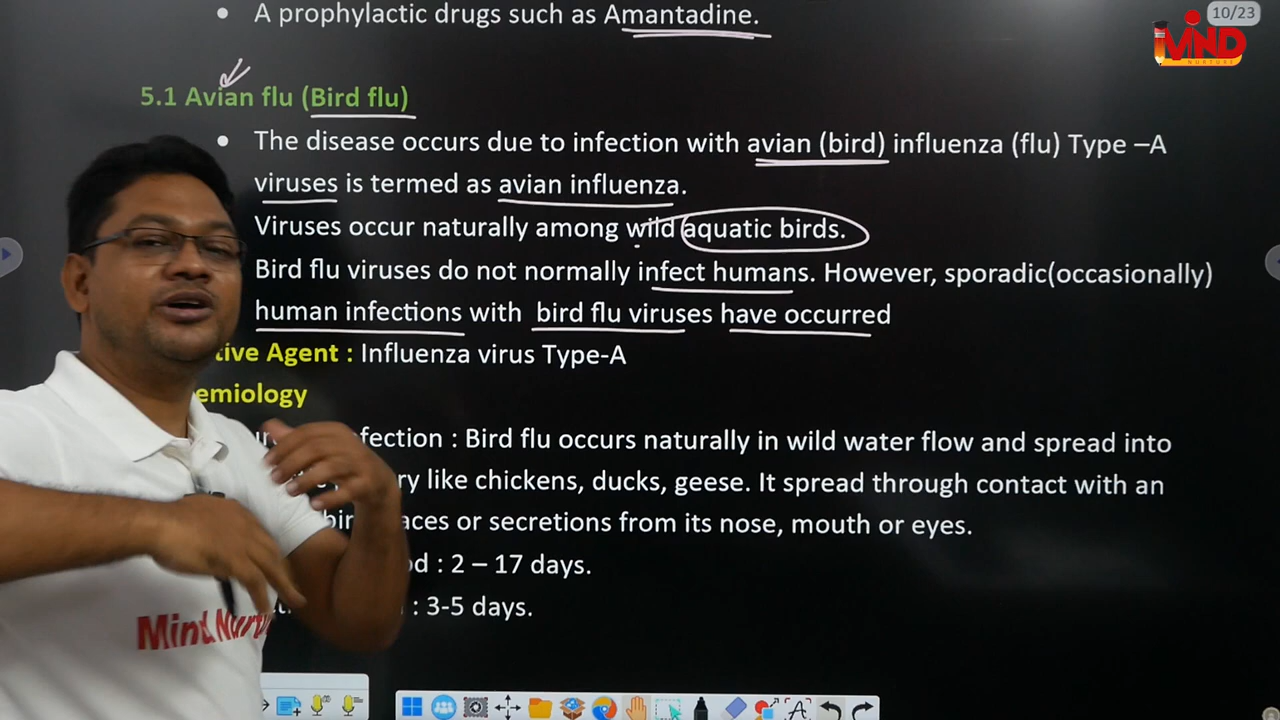 • A prophylactic drugs such as Amantadine.
10/23
MIND
NURTURE
5.1 Avian flu (Bird flu)
• The disease occurs due to infection with avian (bird) influenza (flu) Type –A
viruses is termed as avian influenza.
Viruses occur naturally among wild aquatic birds.
Bird flu viruses do not normally infect humans. However, sporadic(occasionally)
human infections with bird flu viruses have occurred
tive Agent : Influenza virus Type-A
emiology
fection : Bird flu occurs naturally in wild water flow and spread into
ry like chickens, ducks, geese. It spread through contact with an
aces or secretions from its nose, mouth or eyes.
od : 2 – 17 days.
: 3-5 days.
Mind Nurtu